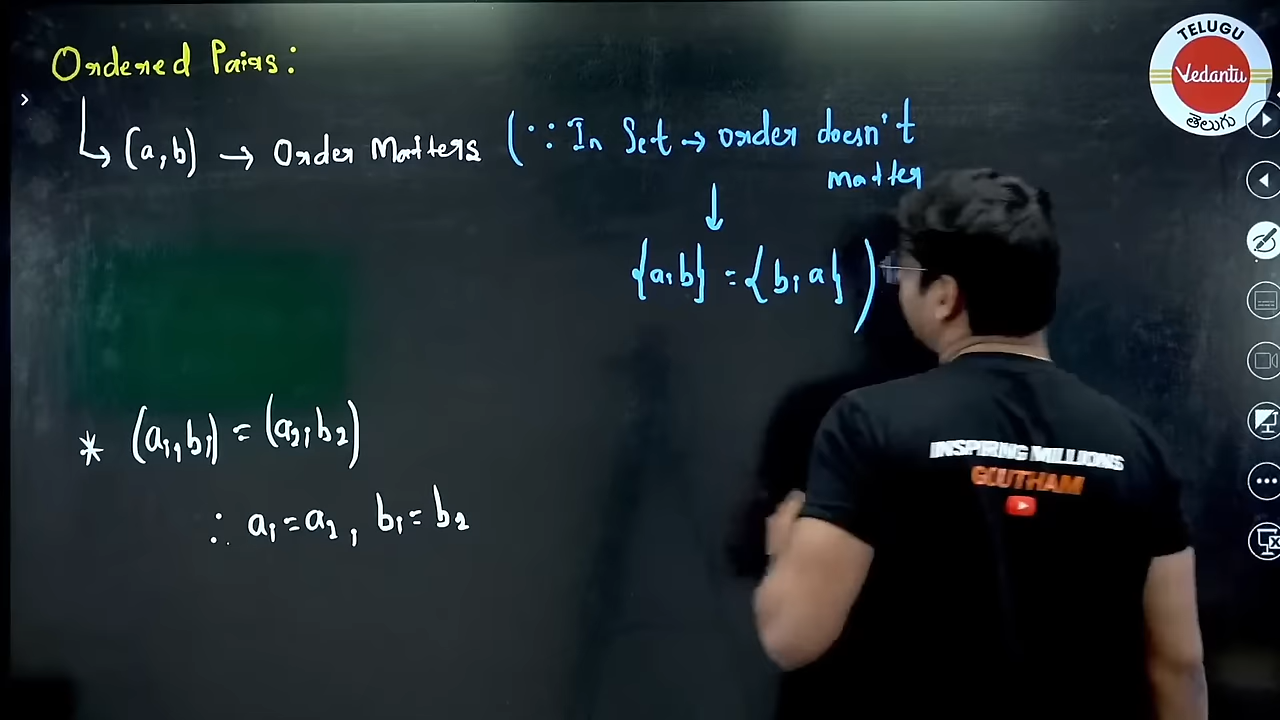 Ordered Pairs:
(a,b) → Order Matters (∵ In Set → order doesn't
matter
↓
{a,b} = {b,a})
* (a₁,b₁) = (a₂,b₂)
∴ a₁=a₂, b₁=b₂
TELUGU
Vedantu
తెలుగు
INSPIRING MILLIONS
GOUTHAM